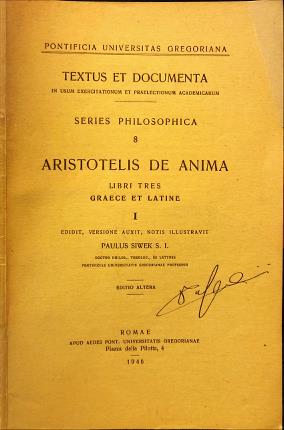 PONTIFICIA UNIVERSITAS GREGORIANA
TEXTUS ET DOCUMENTA
IN USUM EXERCITATIONUM ET PRAELECTIONUM ACADEMICARUM
SERIES PHILOSOPHICA
8
ARISTOTELIS DE ANIMA
LIBRI TRES
GRAECE ET LATINE
I
EDIDIT, VERSIONE AUXIT, NOTIS ILLUSTRAVIT
PAULUS SIWEK S. I.
DOCTOR PHILOS., THEOLOG., ES LETTRES
PONTIFICIAE UNIVERSITATIS GREGORIANAE PROFESSOR
EDITIO ALTERA
ROMAE
APUD AEDES PONT. UNIVERSITATIS GREGORIANAE
Piazza della Pilotta, 4
1946